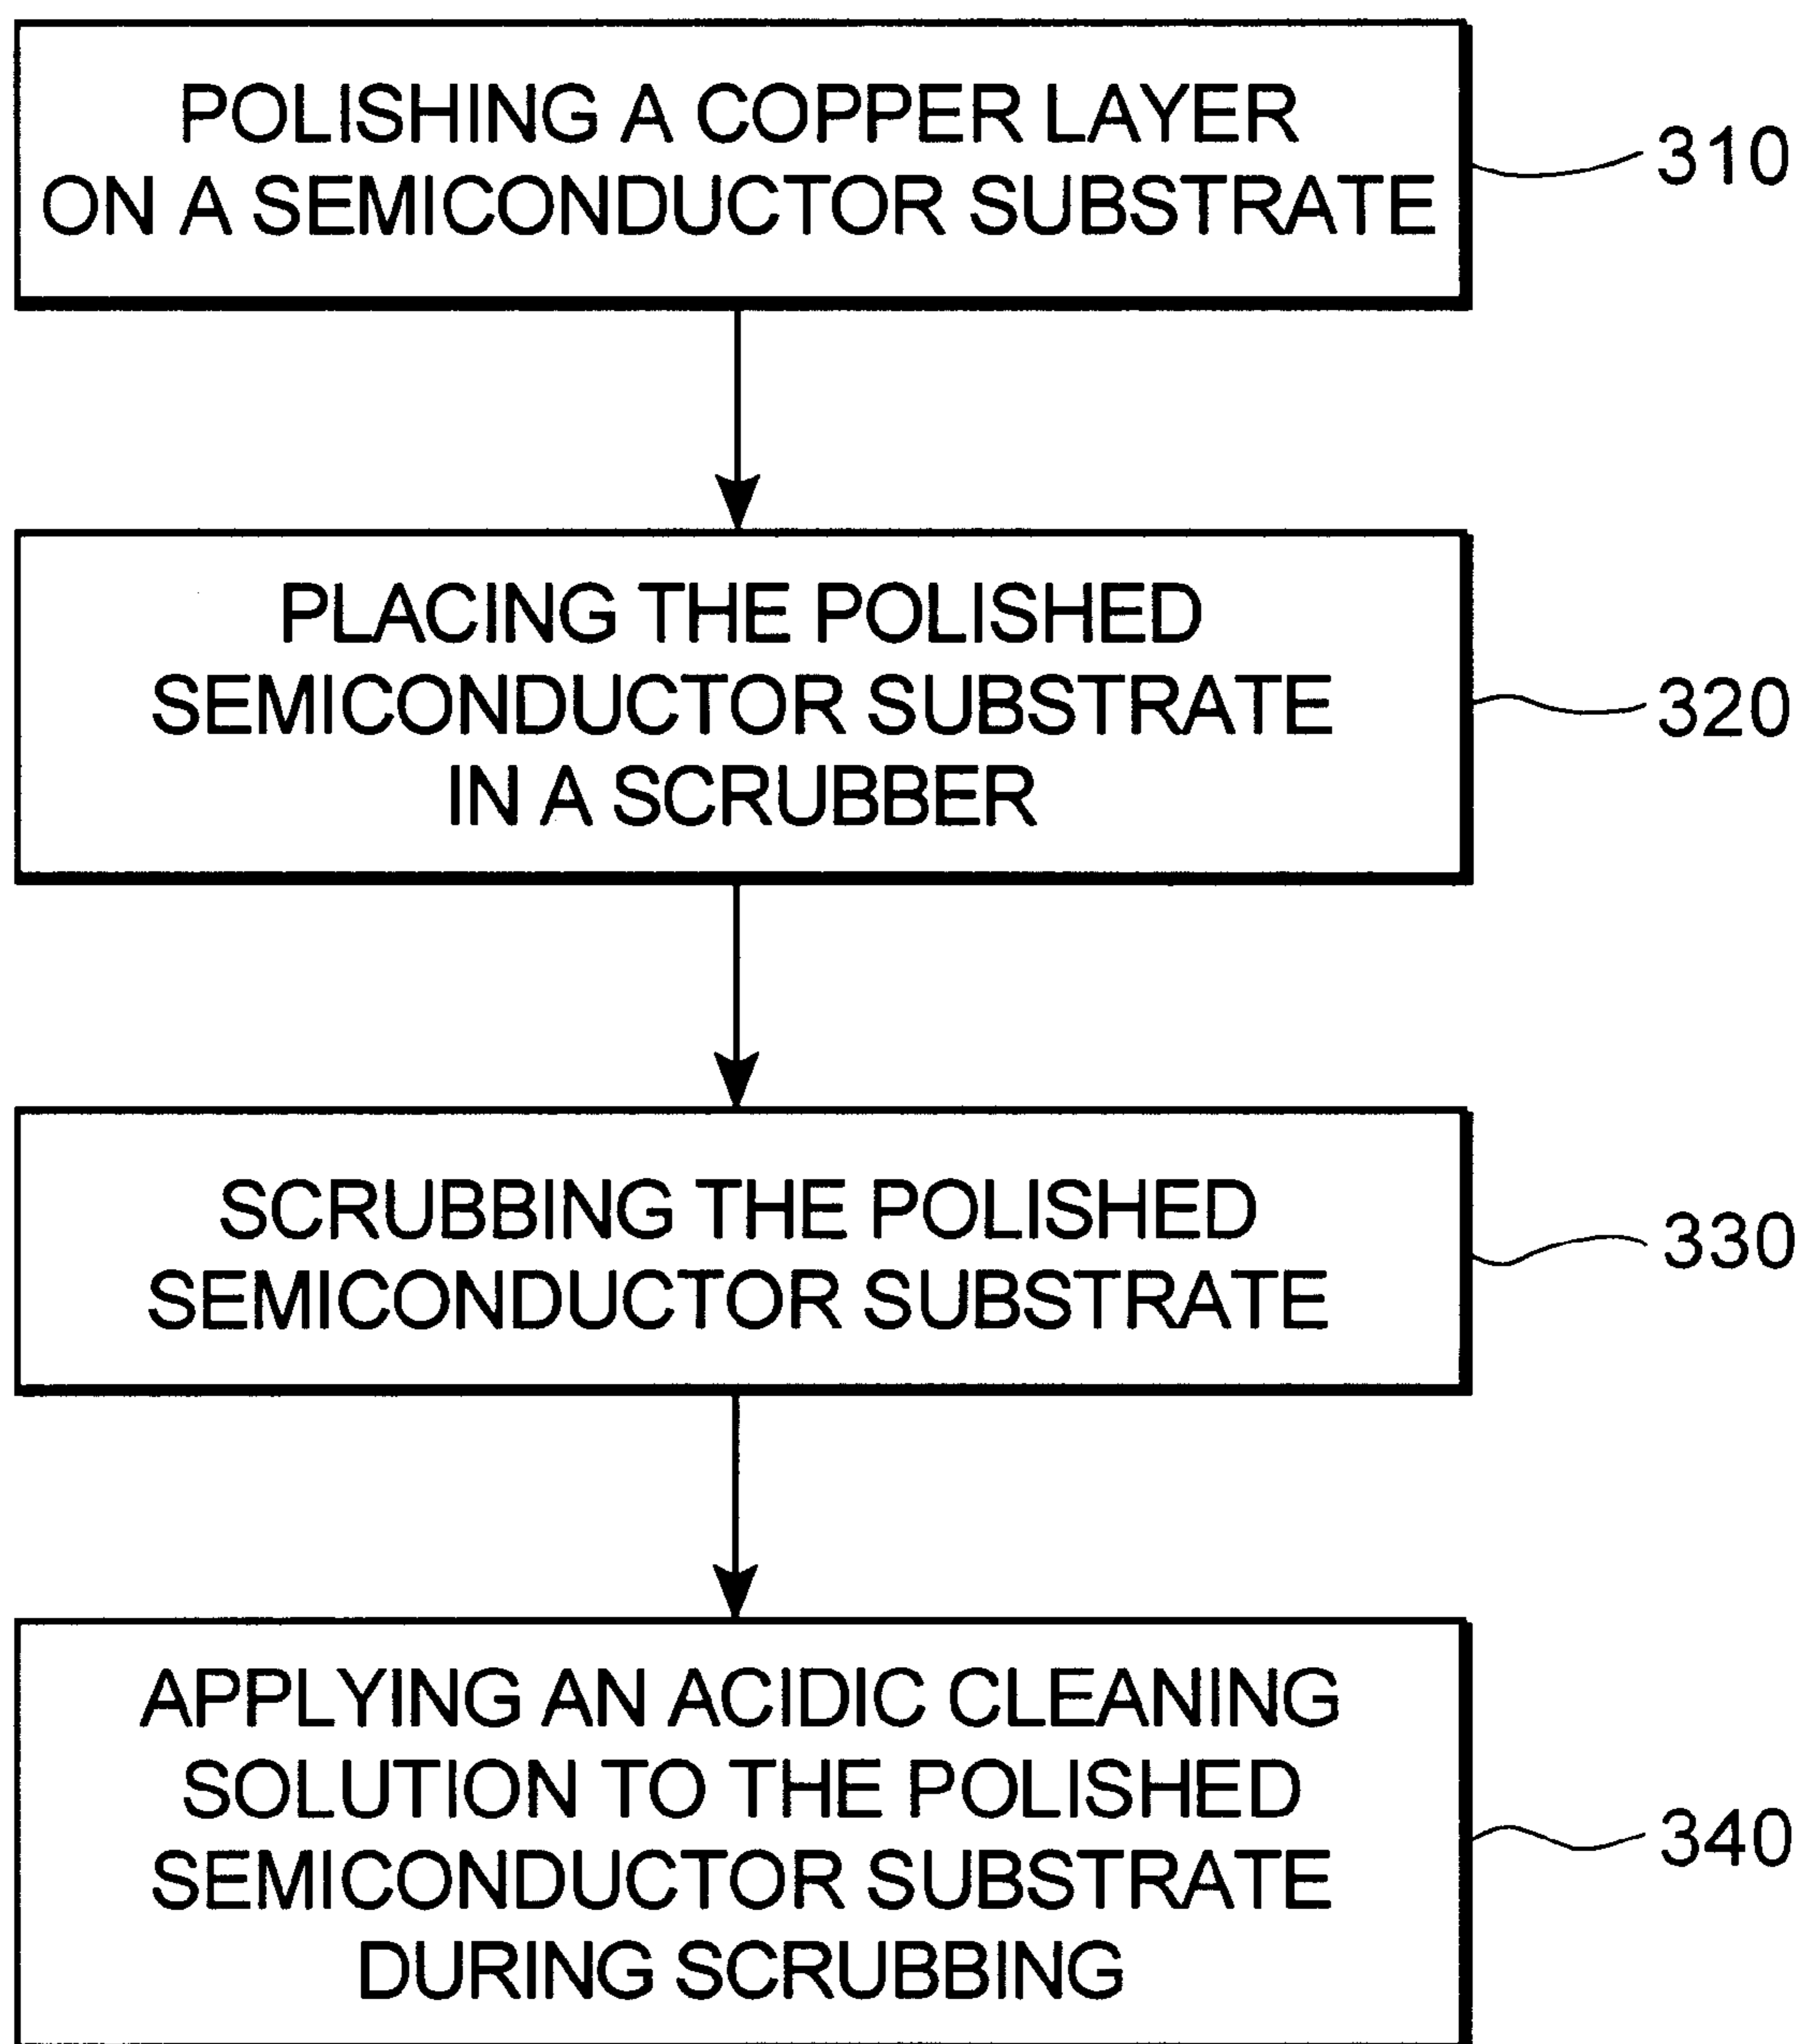 POLISHING A COPPER LAYER
ON A SEMICONDUCTOR SUBSTRATE
310
PLACING THE POLISHED
SEMICONDUCTOR SUBSTRATE
IN A SCRUBBER
320
SCRUBBING THE POLISHED
SEMICONDUCTOR SUBSTRATE
330
APPLYING AN ACIDIC CLEANING
SOLUTION TO THE POLISHED
SEMICONDUCTOR SUBSTRATE
DURING SCRUBBING
340